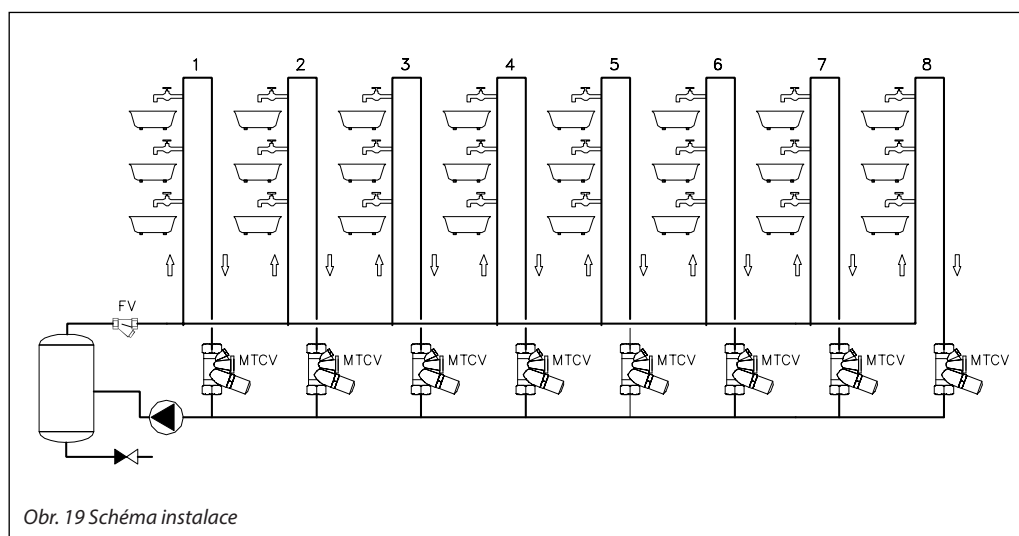 1 2 3 4 5 6 7 8
FV
MTCV MTCV MTCV MTCV MTCV MTCV MTCV MTCV
Obr. 19 Schéma instalace